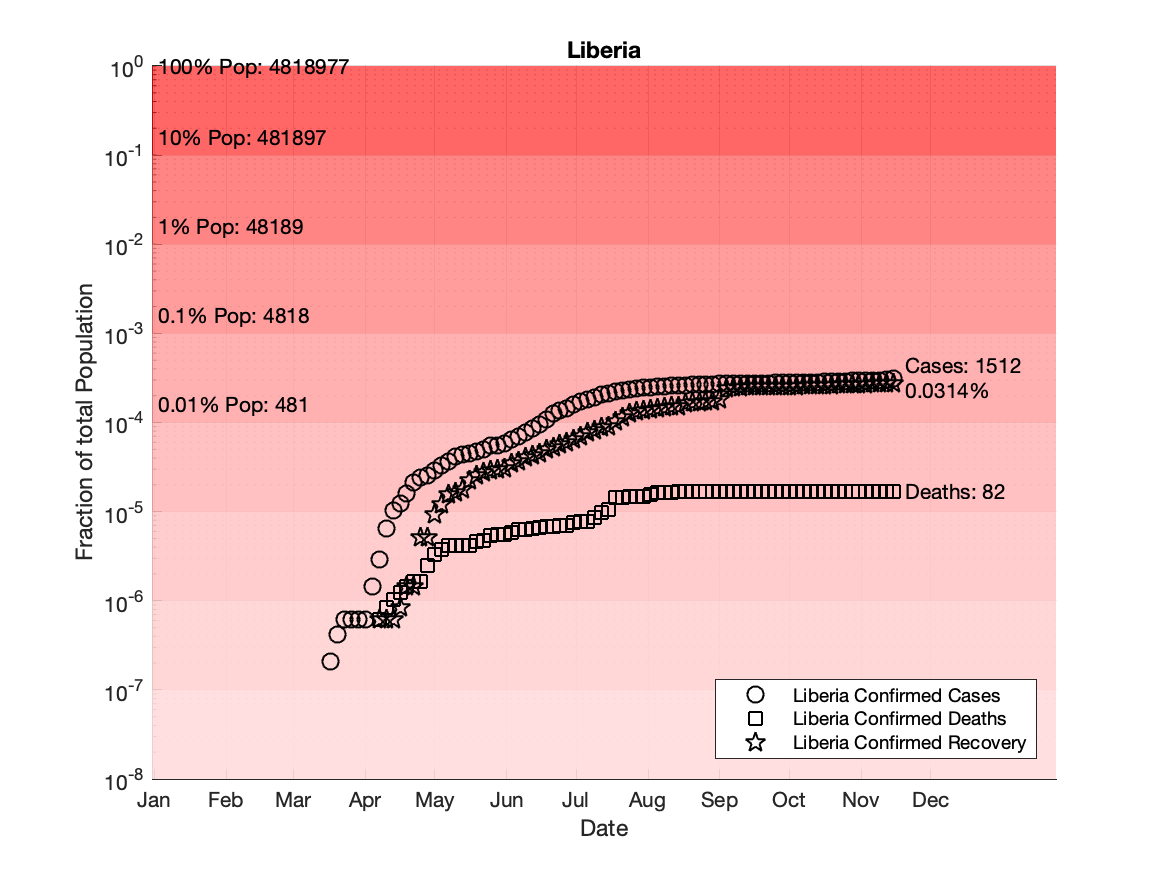 Liberia
10^0
100% Pop: 4818977
10% Pop: 481897
10^-1
1% Pop: 48189
10^-2
0.1% Pop: 4818
10^-3
Cases: 1512
0.0314%
0.01% Pop: 481
10^-4
Deaths: 82
10^-5
10^-6
10^-7
10^-8
Fraction of total Population
Liberia Confirmed Cases
Liberia Confirmed Deaths
Liberia Confirmed Recovery
Jan Feb Mar Apr May Jun Jul Aug Sep Oct Nov Dec
Date